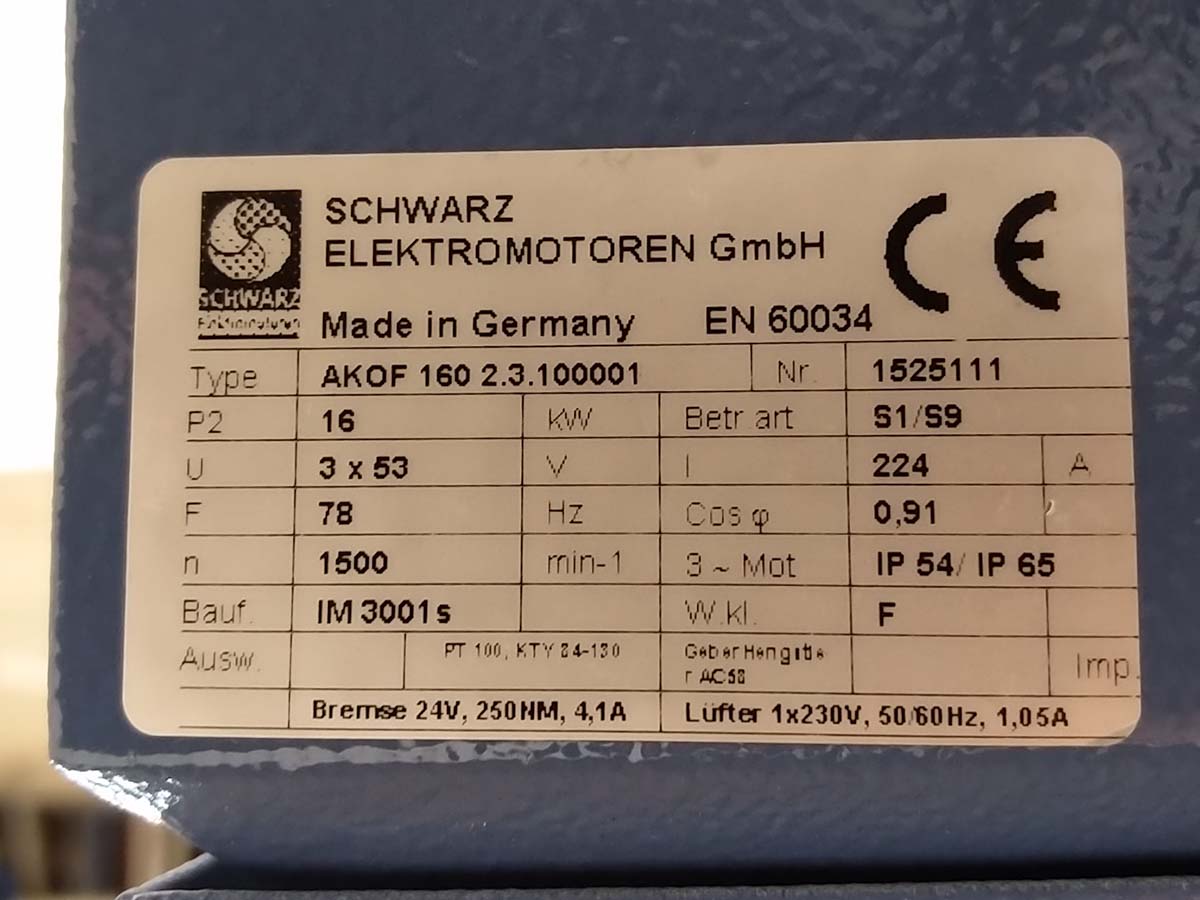 SCHWARZ
ELEKTROMOTOREN GmbH
CE
SCHWARZ
Elektromotoren
Made in Germany EN 60034
Type AKOF 160 2.3.100001 Nr. 1525111
P2 16 kW Betr.art S1/S9
U 3 x 53 V I 224 A
F 78 Hz Cos φ 0,91
n 1500 min-1 3 ~ Mot IP 54/ IP 65
Bauf. IM 3001s W.kl. F
Ausw. PT 100, KTY 84-130 Geber Hengstle
r AC58 Imp.
Bremse 24V, 250NM, 4,1A Lüfter 1x230V, 50/60Hz, 1,05A